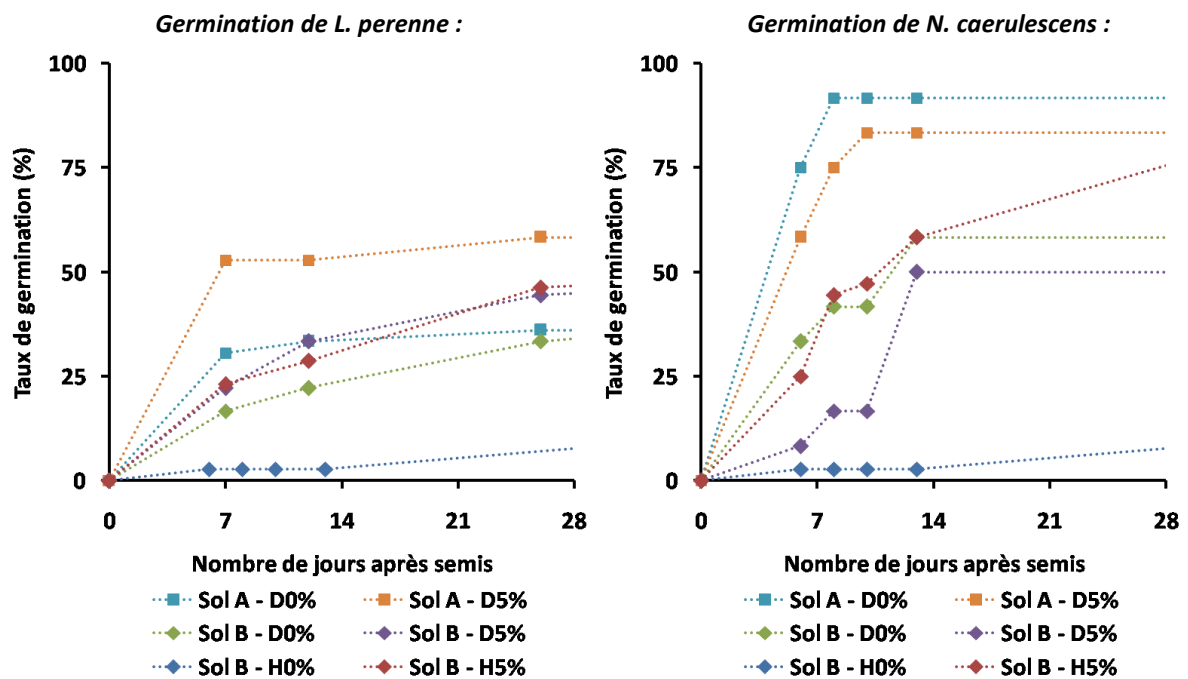 Germination de L. perenne :
100
75
50
25
0
Taux de germination (%)
0 7 14 21 28
Nombre de jours après semis
Sol A - D0% Sol A - D5%
Sol B - D0% Sol B - D5%
Sol B - H0% Sol B - H5%
Germination de N. caerulescens :
100
75
50
25
0
Taux de germination (%)
0 7 14 21 28
Nombre de jours après semis
Sol A - D0% Sol A - D5%
Sol B - D0% Sol B - D5%
Sol B - H0% Sol B - H5%